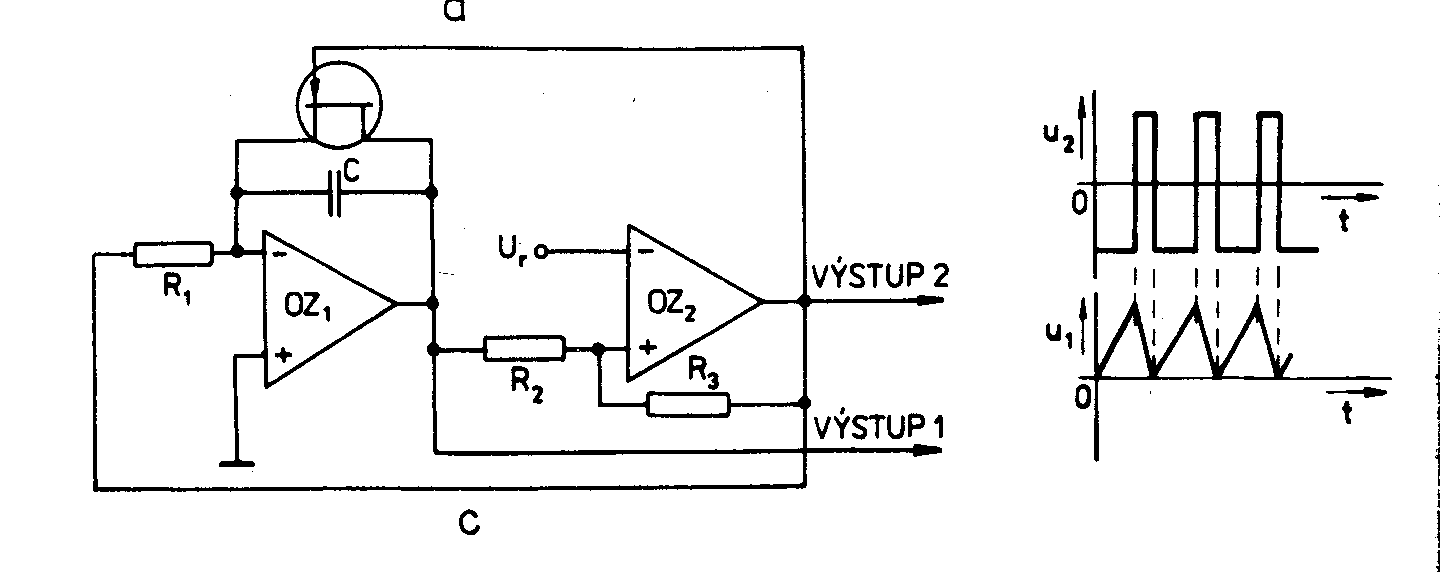 a
C
R1
-
OZ1
+
Ur
-
OZ2
+
R2
R3
VÝSTUP 2
VÝSTUP 1
c
u2
0
t
u1
0
t